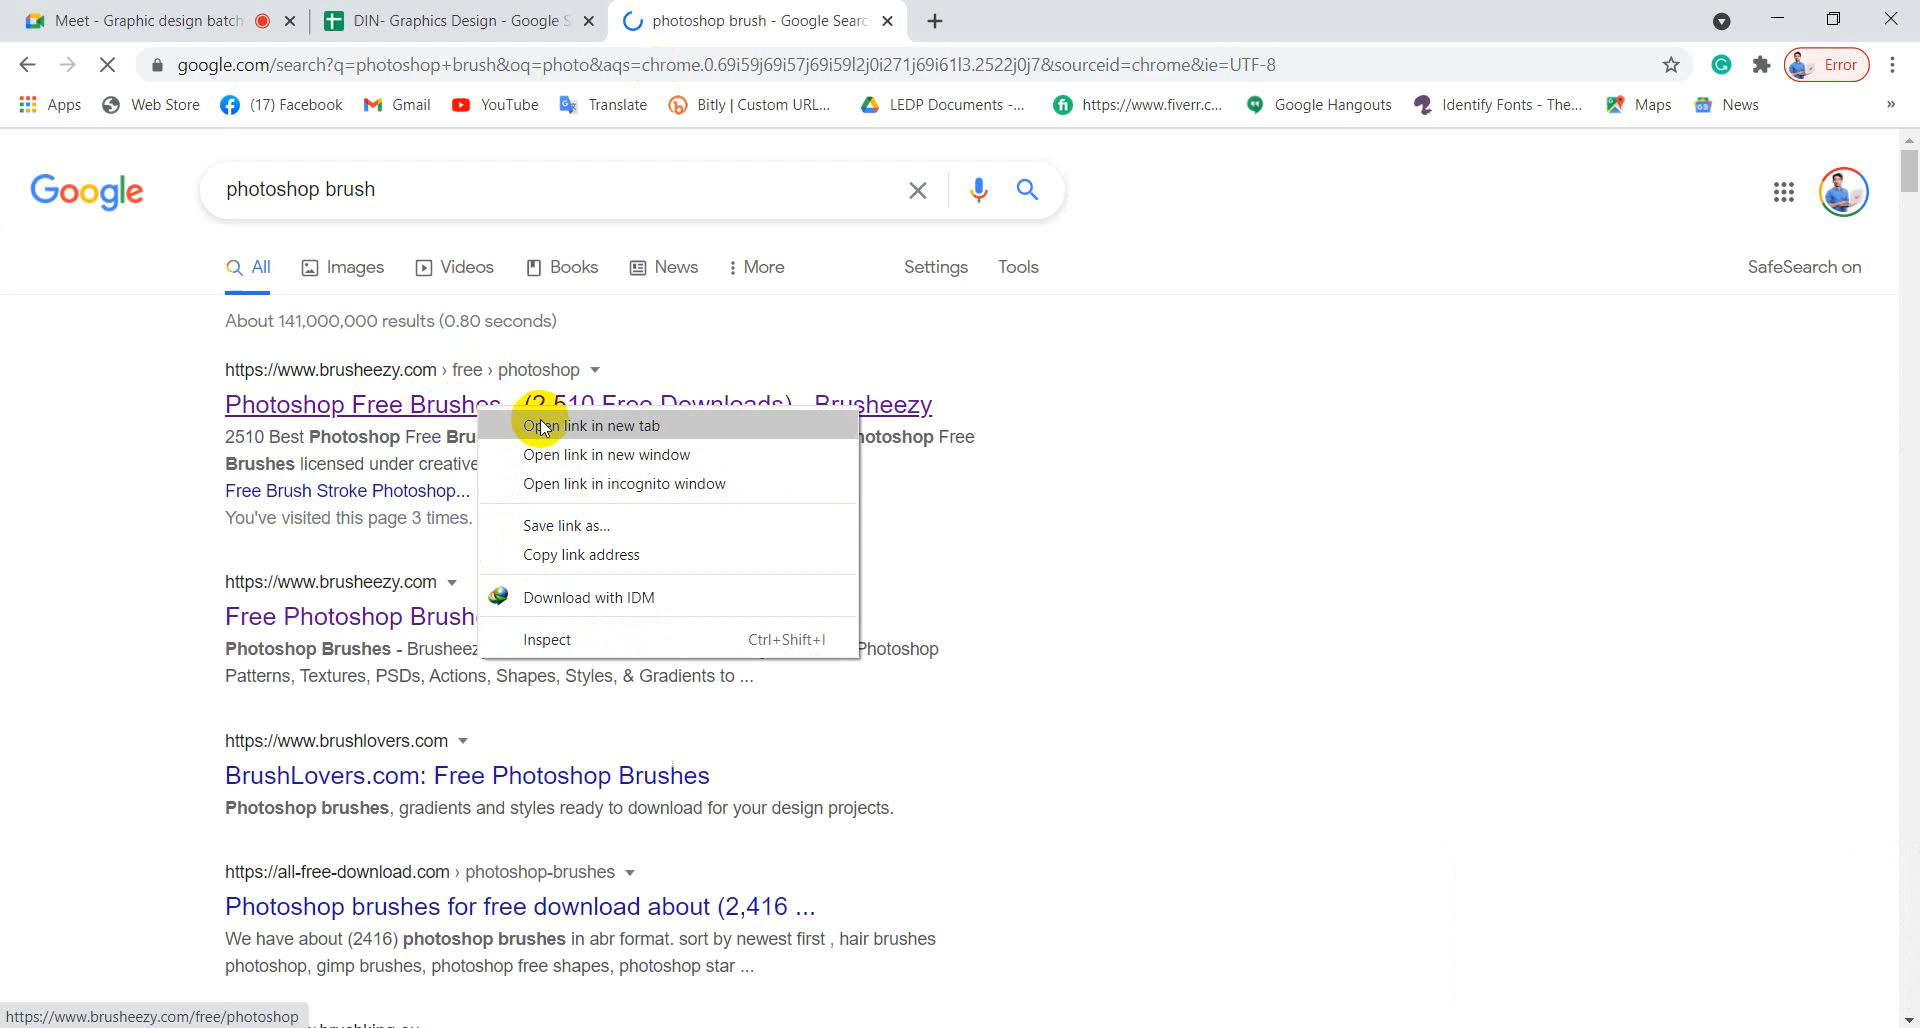 Meet - Graphic design batch
DIN- Graphics Design - Google S
photoshop brush - Google Searc
google.com/search?q=photoshop+brush&oq=photo&aqs=chrome.0.69i59j69i57j69i59l2j0i271j69i61l3.2522j0j7&sourceid=chrome&ie=UTF-8
Error
Apps
Web Store
(17) Facebook
Gmail
YouTube
Translate
Bitly | Custom URL...
LEDP Documents -...
https://www.fiverr.c...
Google Hangouts
Identify Fonts - The...
Maps
News
»
Google
photoshop brush
All
Images
Videos
Books
News
More
Settings
Tools
SafeSearch on
About 141,000,000 results (0.80 seconds)
https://www.brusheezy.com › free › photoshop
Photoshop Free Brushes - (2,510 Free Downloads) - Brusheezy
Open link in new tab
2510 Best Photoshop Free Bru
otoshop Free
Open link in new window
Brushes licensed under creative
Open link in incognito window
Free Brush Stroke Photoshop...
You've visited this page 3 times.
Save link as...
Copy link address
https://www.brusheezy.com
Download with IDM
Free Photoshop Brush
Inspect Ctrl+Shift+I
Photoshop Brushes - Brusheez
Photoshop
Patterns, Textures, PSDs, Actions, Shapes, Styles, & Gradients to ...
https://www.brushlovers.com
BrushLovers.com: Free Photoshop Brushes
Photoshop brushes, gradients and styles ready to download for your design projects.
https://all-free-download.com › photoshop-brushes
Photoshop brushes for free download about (2,416 ...
We have about (2416) photoshop brushes in abr format. sort by newest first , hair brushes
photoshop, gimp brushes, photoshop free shapes, photoshop star ...
https://www.brusheezy.com/free/photoshop